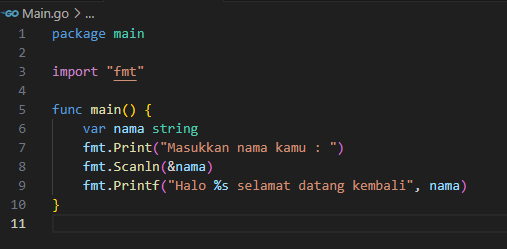 Main.go > ...
1 package main
2
3 import "fmt"
4
5 func main() {
6     var nama string
7     fmt.Print("Masukkan nama kamu : ")
8     fmt.Scanln(&nama)
9     fmt.Printf("Halo %s selamat datang kembali", nama)
10 }
11